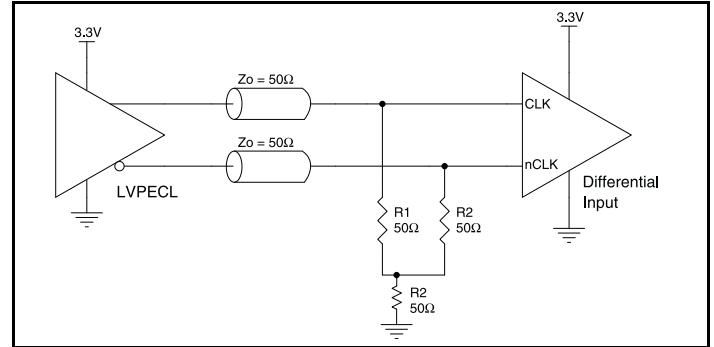 3.3V
3.3V
Zo = 50Ω
CLK
Zo = 50Ω
nCLK
LVPECL
Differential
Input
R1
50Ω
R2
50Ω
R2
50Ω